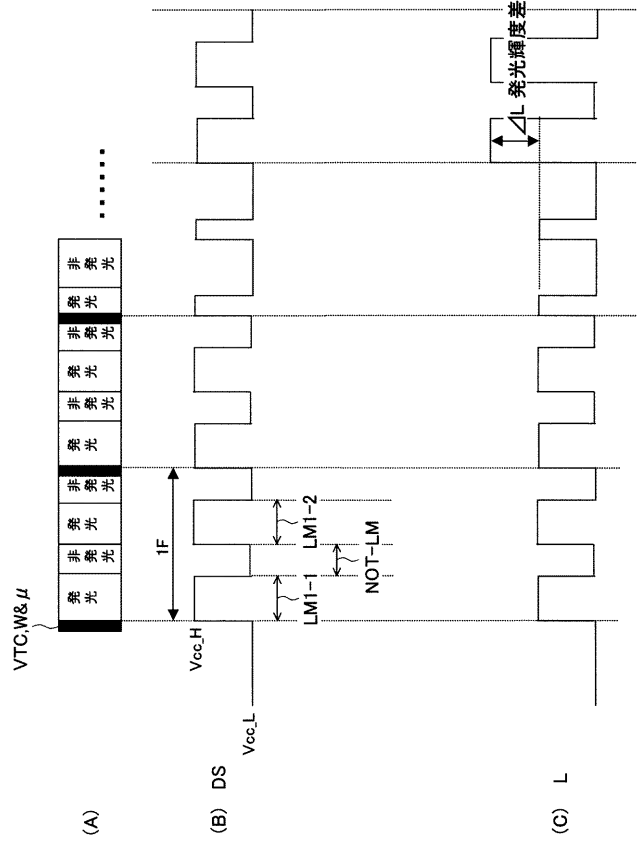 VTC,W&μ
(A)
発光
非発光
発光
非発光
発光
非発光
発光
非発光
発光
非発光
••••••
(B) DS
Vcc_H
Vcc_L
1F
LM1-1
NOT-LM
LM1-2
(C) L
⊿L 発光輝度差